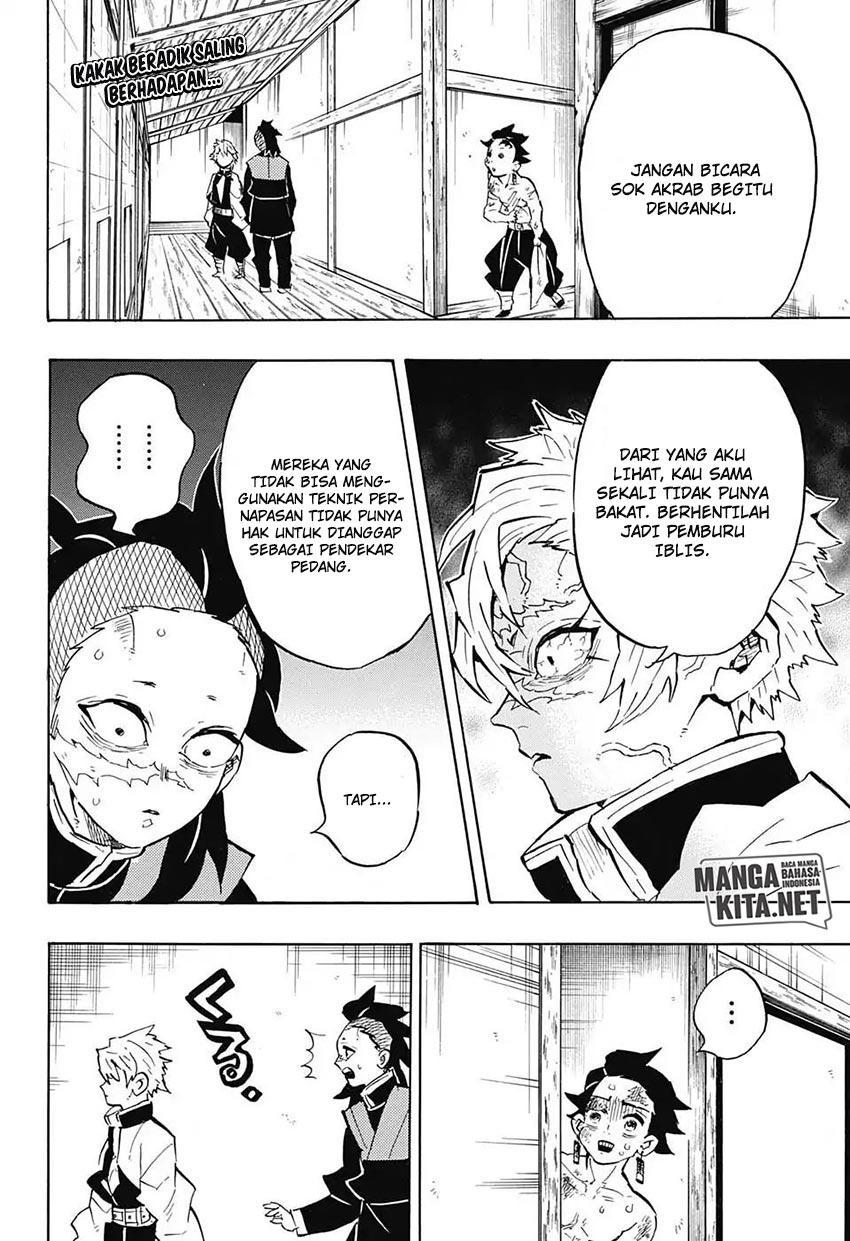 KAKAK BERADIK SALING
BERHADAPAN...
JANGAN BICARA
SOK AKRAB BEGITU
DENGANKU.
DARI YANG AKU
LIHAT, KAU SAMA
SEKALI TIDAK PUNYA
BAKAT. BERHENTILAH
JADI PEMBURU
IBLIS.
MEREKA YANG
TIDAK BISA MENG-
GUNAKAN TEKNIK PER-
NAPASAN TIDAK PUNYA
HAK UNTUK DIANGGAP
SEBAGAI PENDEKAR
PEDANG.
......
TAPI...
MANGA
KITA.NET
BACA MANGA
BAHASA
INDONESIA
...
くる。